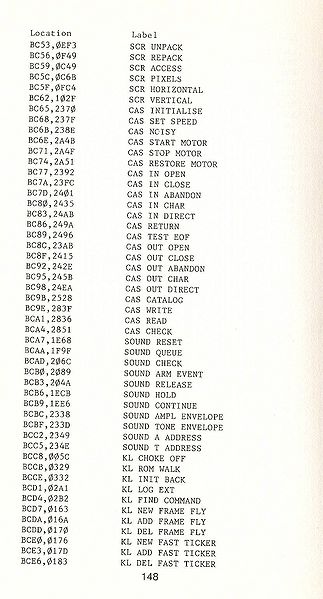 Location Label
BC53,ØEF3 SCR UNPACK
BC56,ØF49 SCR REPACK
BC59,ØC49 SCR ACCESS
BC5C,ØC6B SCR PIXELS
BC5F,ØFC4 SCR HORIZONTAL
BC62,1Ø2F SCR VERTICAL
BC65,237Ø CAS INITIALISE
BC68,237F CAS SET SPEED
BC6B,238E CAS NOISY
BC6E,2A4B CAS START MOTOR
BC71,2A4F CAS STOP MOTOR
BC74,2A51 CAS RESTORE MOTOR
BC77,2392 CAS IN OPEN
BC7A,23FC CAS IN CLOSE
BC7D,24Ø1 CAS IN ABANDON
BC8Ø,2435 CAS IN CHAR
BC83,24AB CAS IN DIRECT
BC86,249A CAS RETURN
BC89,2496 CAS TEST EOF
BC8C,23AB CAS OUT OPEN
BC8F,2415 CAS OUT CLOSE
BC92,242E CAS OUT ABANDON
BC95,245B CAS OUT CHAR
BC98,24EA CAS OUT DIRECT
BC9B,2528 CAS CATALOG
BC9E,283F CAS WRITE
BCA1,2836 CAS READ
BCA4,2851 CAS CHECK
BCA7,1E68 SOUND RESET
BCAA,1F9F SOUND QUEUE
BCAD,2Ø6C SOUND CHECK
BCBØ,2Ø89 SOUND ARM EVENT
BCB3,2Ø4A SOUND RELEASE
BCB6,1ECB SOUND HOLD
BCB9,1EE6 SOUND CONTINUE
BCBC,2338 SOUND AMPL ENVELOPE
BCBF,233D SOUND TONE ENVELOPE
BCC2,2349 SOUND A ADDRESS
BCC5,234E SOUND T ADDRESS
BCC8,ØØ5C KL CHOKE OFF
BCCB,Ø329 KL ROM WALK
BCCE,Ø332 KL INIT BACK
BCD1,Ø2A1 KL LOG EXT
BCD4,Ø2B2 KL FIND COMMAND
BCD7,Ø163 KL NEW FRAME FLY
BCDA,Ø16A KL ADD FRAME FLY
BCDD,Ø17Ø KL DEL FRAME FLY
BCEØ,Ø176 KL NEW FAST TICKER
BCE3,Ø17D KL ADD FAST TICKER
BCE6,Ø183 KL DEL FAST TICKER
148